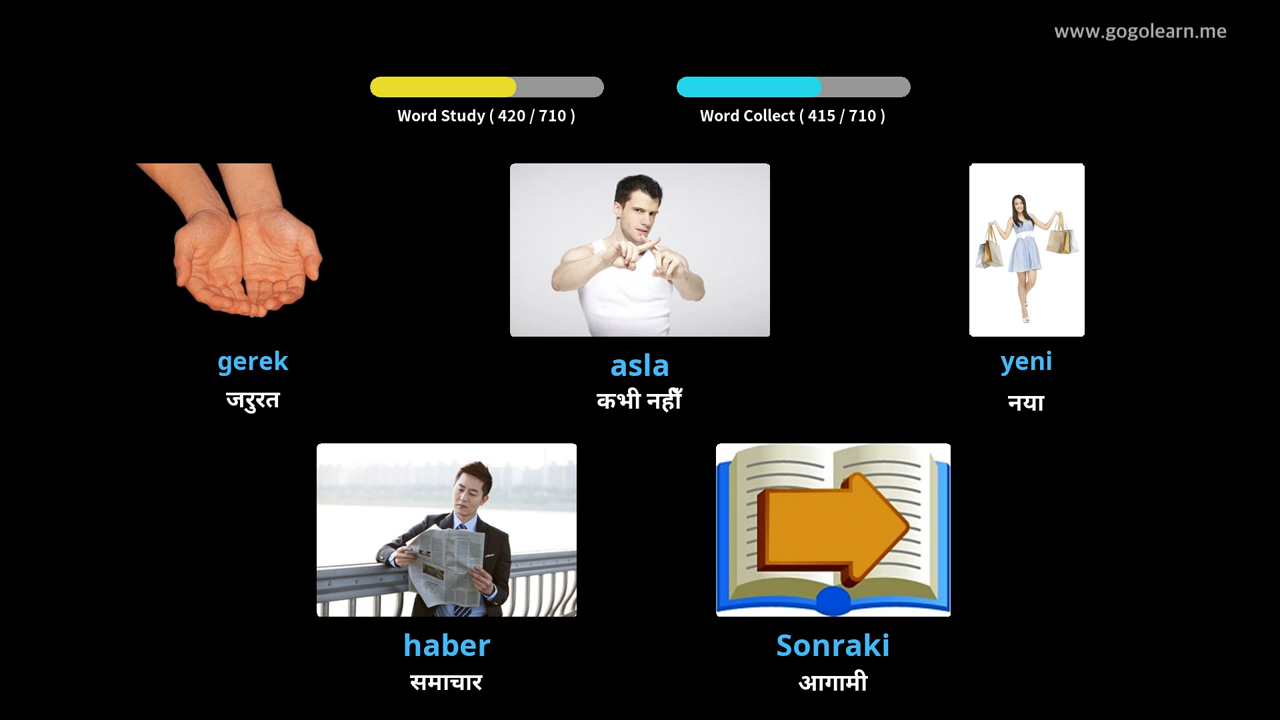 www.gogolearn.me
Word Study ( 420 / 710 )
Word Collect ( 415 / 710 )
gerek
जरुरत
asla
कभी नहीँ
yeni
नया
haber
समाचार
Sonraki
आगामी